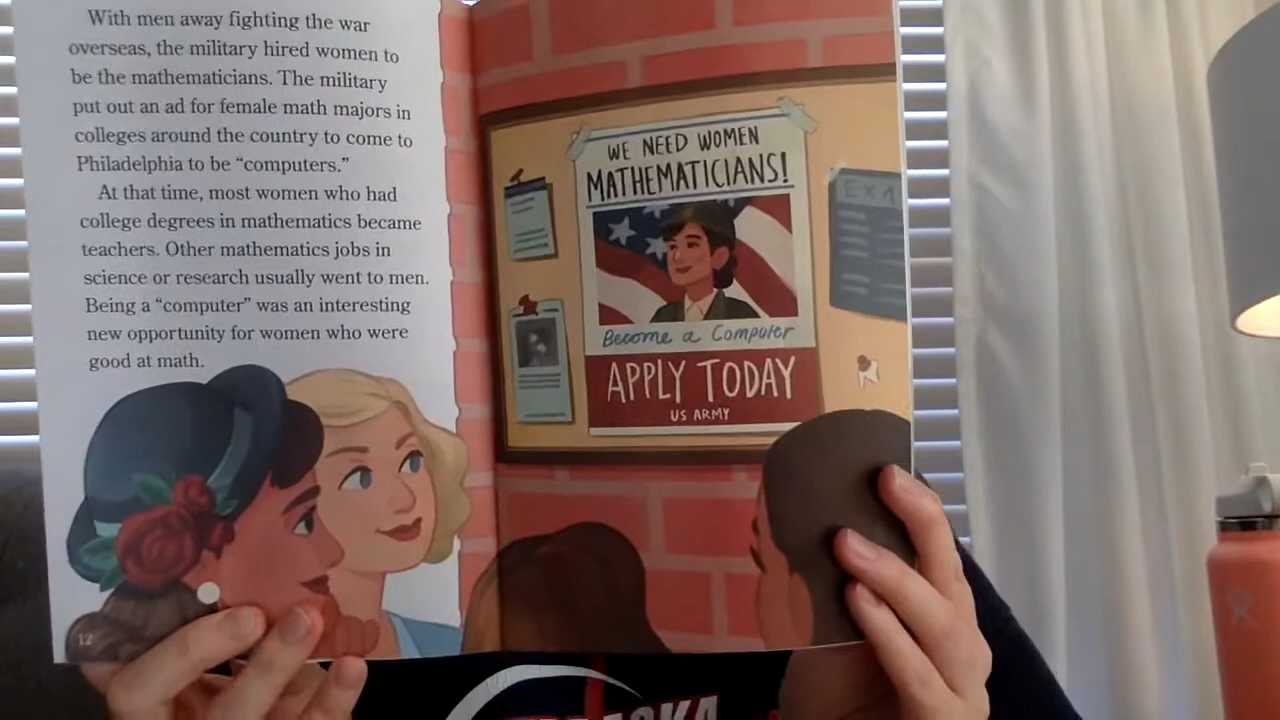 With men away fighting the war
overseas, the military hired women to
be the mathematicians. The military
put out an ad for female math majors in
colleges around the country to come to
Philadelphia to be “computers.”
At that time, most women who had
college degrees in mathematics became
teachers. Other mathematics jobs in
science or research usually went to men.
Being a “computer” was an interesting
new opportunity for women who were
good at math.
12
WE NEED WOMEN
MATHEMATICIANS!
Become a Computer
APPLY TODAY
US ARMY